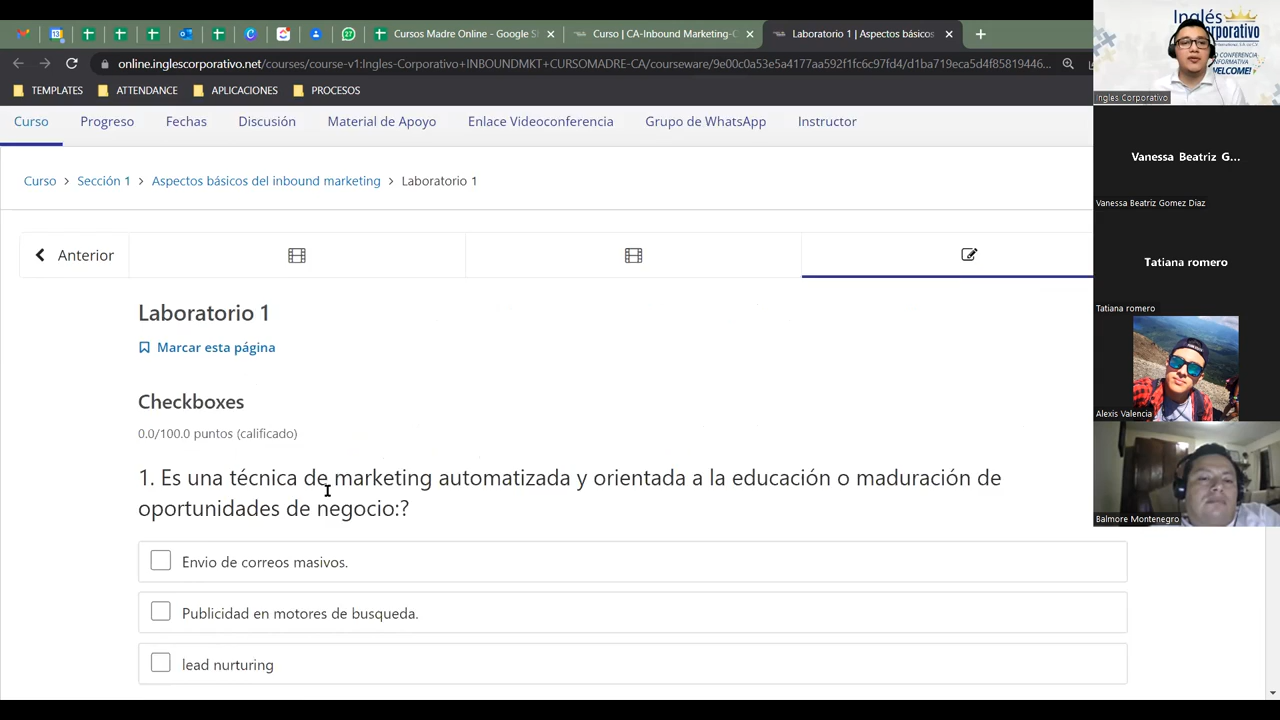 Cursos Madre Online - Google S
Curso | CA-Inbound Marketing-C
Laboratorio 1 | Aspectos básicos
online.inglescorporativo.net/courses/course-v1:Ingles-Corporativo+INBOUNDMKT+CURSOMADRE-CA/courseware/9e00c0a53e5a4177aa592f1fc6c97fd4/d1ba719eca5d4f85819446...
TEMPLATES
ATTENDANCE
APLICACIONES
PROCESOS
Curso
Progreso
Fechas
Discusión
Material de Apoyo
Enlace Videoconferencia
Grupo de WhatsApp
Instructor
Curso > Sección 1 > Aspectos básicos del inbound marketing > Laboratorio 1
Anterior
Laboratorio 1
Marcar esta página
Checkboxes
0.0/100.0 puntos (calificado)
1. Es una técnica de marketing automatizada y orientada a la educación o maduración de
oportunidades de negocio:?
Envio de correos masivos.
Publicidad en motores de busqueda.
lead nurturing
Inglés
CONFERENCIA
WELCOME!
Ingles Corporativo
Vanessa Beatriz G...
Vanessa Beatriz Gomez Diaz
Tatiana romero
Tatiana romero
Alexis Valencia
Balmore Montenegro